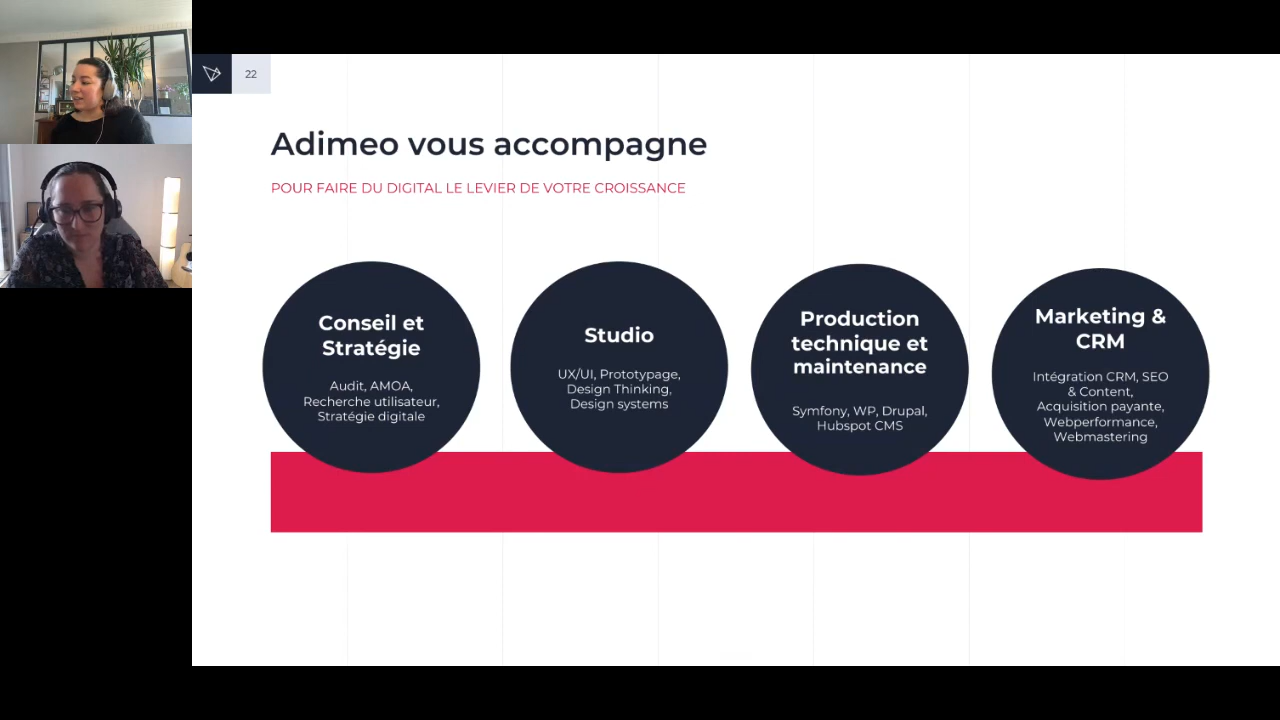 22
Adimeo vous accompagne
POUR FAIRE DU DIGITAL LE LEVIER DE VOTRE CROISSANCE
Conseil et
Stratégie
Audit, AMOA,
Recherche utilisateur,
Stratégie digitale
Studio
UX/UI, Prototypage,
Design Thinking,
Design systems
Production
technique et
maintenance
Symfony, WP, Drupal,
Hubspot CMS
Marketing &
CRM
Intégration CRM, SEO
& Content,
Acquisition payante,
Webperformance,
Webmastering